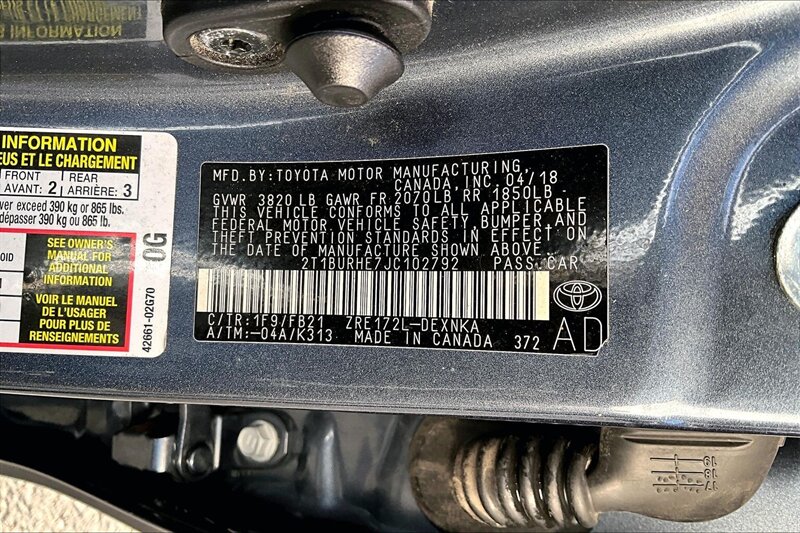 & INFORMATION
INFORMATION
EUS ET LE CHARGEMENT
FRONT
AVANT: 2
REAR
ARRIÈRE: 3
ver exceed 390 kg or 865 lbs.
dépasser 390 kg ou 865 lb.
SEE OWNER'S
MANUAL FOR
ADDITIONAL
INFORMATION
VOIR LE MANUEL
DE L'USAGER
POUR PLUS DE
RENSEIGNEMENTS
OID
0G
42661-02G70
MFD.BY:TOYOTA MOTOR MANUFACTURING
CANADA, INC. 04/18
GVWR 3820 LB GAWR FR 2070LB RR 1850LB
THIS VEHICLE CONFORMS TO ALL APPLICABLE
FEDERAL MOTOR VEHICLE SAFETY, BUMPER, AND
THEFT PREVENTION STANDARDS IN EFFECT ON
THE DATE OF MANUFACTURE SHOWN ABOVE.
2T1BURHE7JC102792 PASS.CAR
C/TR:1F9/FB21 ZRE172L-DEXNKA
A/TM:-04A/K313 MADE IN CANADA 372
AD
19
18
17